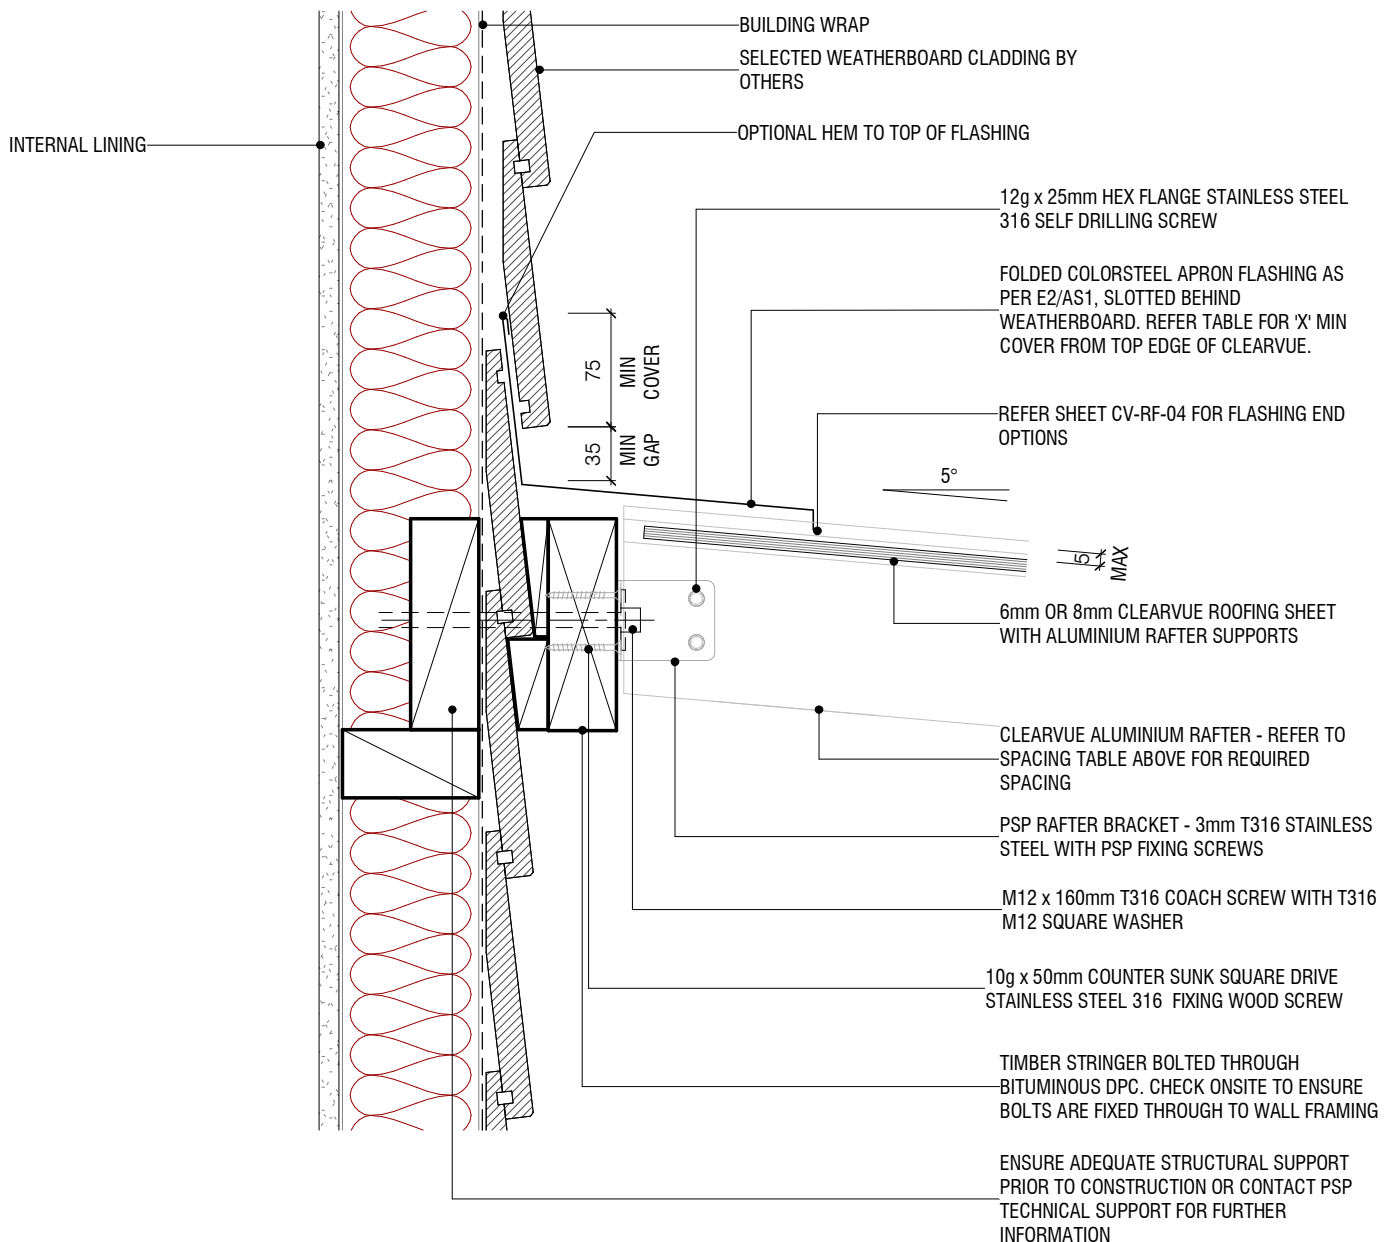 BUILDING WRAP
SELECTED WEATHERBOARD CLADDING BY
OTHERS
OPTIONAL HEM TO TOP OF FLASHING
INTERNAL LINING
12g x 25mm HEX FLANGE STAINLESS STEEL
316 SELF DRILLING SCREW
FOLDED COLORSTEEL APRON FLASHING AS
PER E2/AS1, SLOTTED BEHIND
WEATHERBOARD. REFER TABLE FOR 'X' MIN
COVER FROM TOP EDGE OF CLEARVUE.
75
MIN
COVER
35
MIN
GAP
REFER SHEET CV-RF-04 FOR FLASHING END
OPTIONS
5°
5
MAX
6mm OR 8mm CLEARVUE ROOFING SHEET
WITH ALUMINIUM RAFTER SUPPORTS
CLEARVUE ALUMINIUM RAFTER - REFER TO
SPACING TABLE ABOVE FOR REQUIRED
SPACING
PSP RAFTER BRACKET - 3mm T316 STAINLESS
STEEL WITH PSP FIXING SCREWS
M12 x 160mm T316 COACH SCREW WITH T316
M12 SQUARE WASHER
10g x 50mm COUNTER SUNK SQUARE DRIVE
STAINLESS STEEL 316  FIXING WOOD SCREW
TIMBER STRINGER BOLTED THROUGH
BITUMINOUS DPC. CHECK ONSITE TO ENSURE
BOLTS ARE FIXED THROUGH TO WALL FRAMING
ENSURE ADEQUATE STRUCTURAL SUPPORT
PRIOR TO CONSTRUCTION OR CONTACT PSP
TECHNICAL SUPPORT FOR FURTHER
INFORMATION